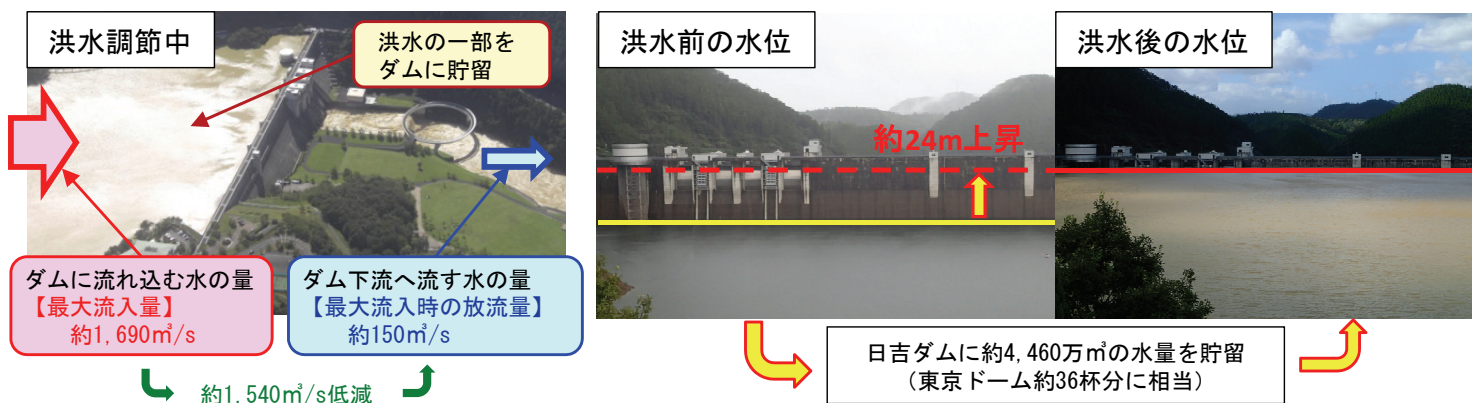 洪水調節中
洪水の一部を
ダムに貯留
ダムに流れ込む水の量
【最大流入量】
約1,690㎥/s
ダム下流へ流す水の量
【最大流入時の放流量】
約150㎥/s
約1,540㎥/s低減
洪水前の水位
約24m上昇
洪水後の水位
日吉ダムに約4,460万㎥の水量を貯留
(東京ドーム約36杯分に相当)